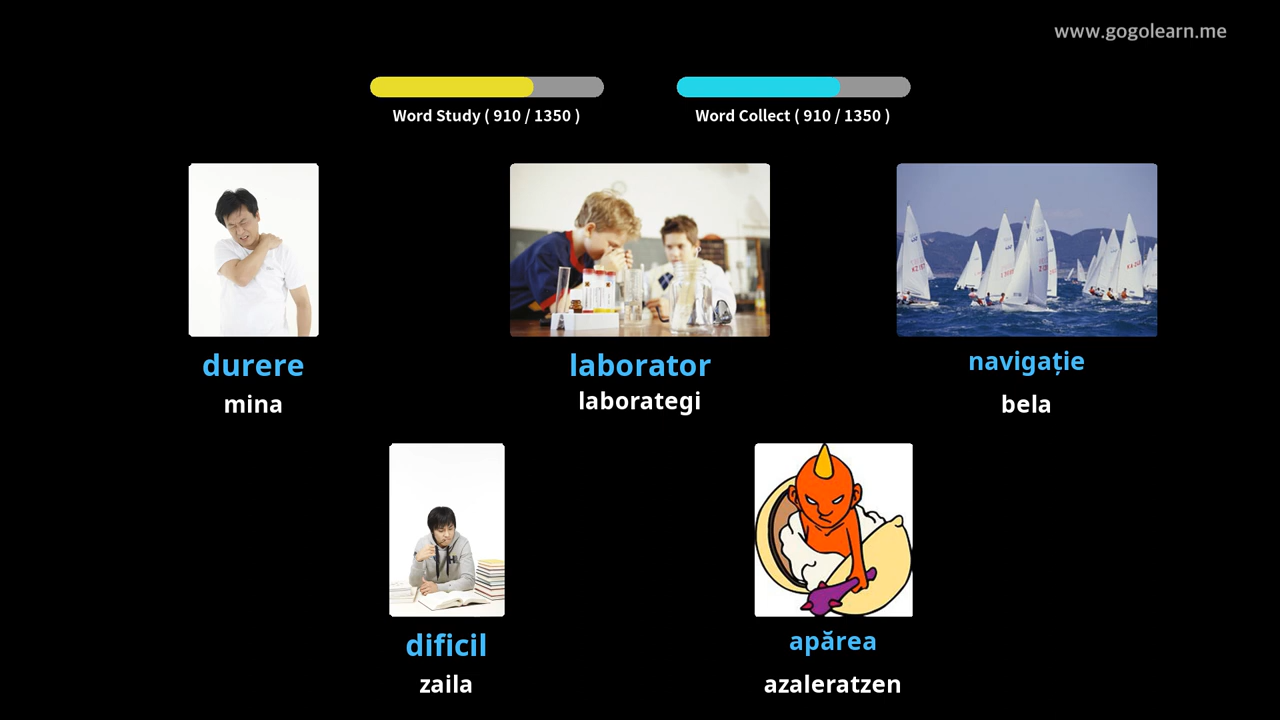 www.gogolearn.me
Word Study ( 910 / 1350 )
Word Collect ( 910 / 1350 )
durere
laborator
navigație
mina
laborategi
bela
dificil
apărea
zaila
azaleratzen